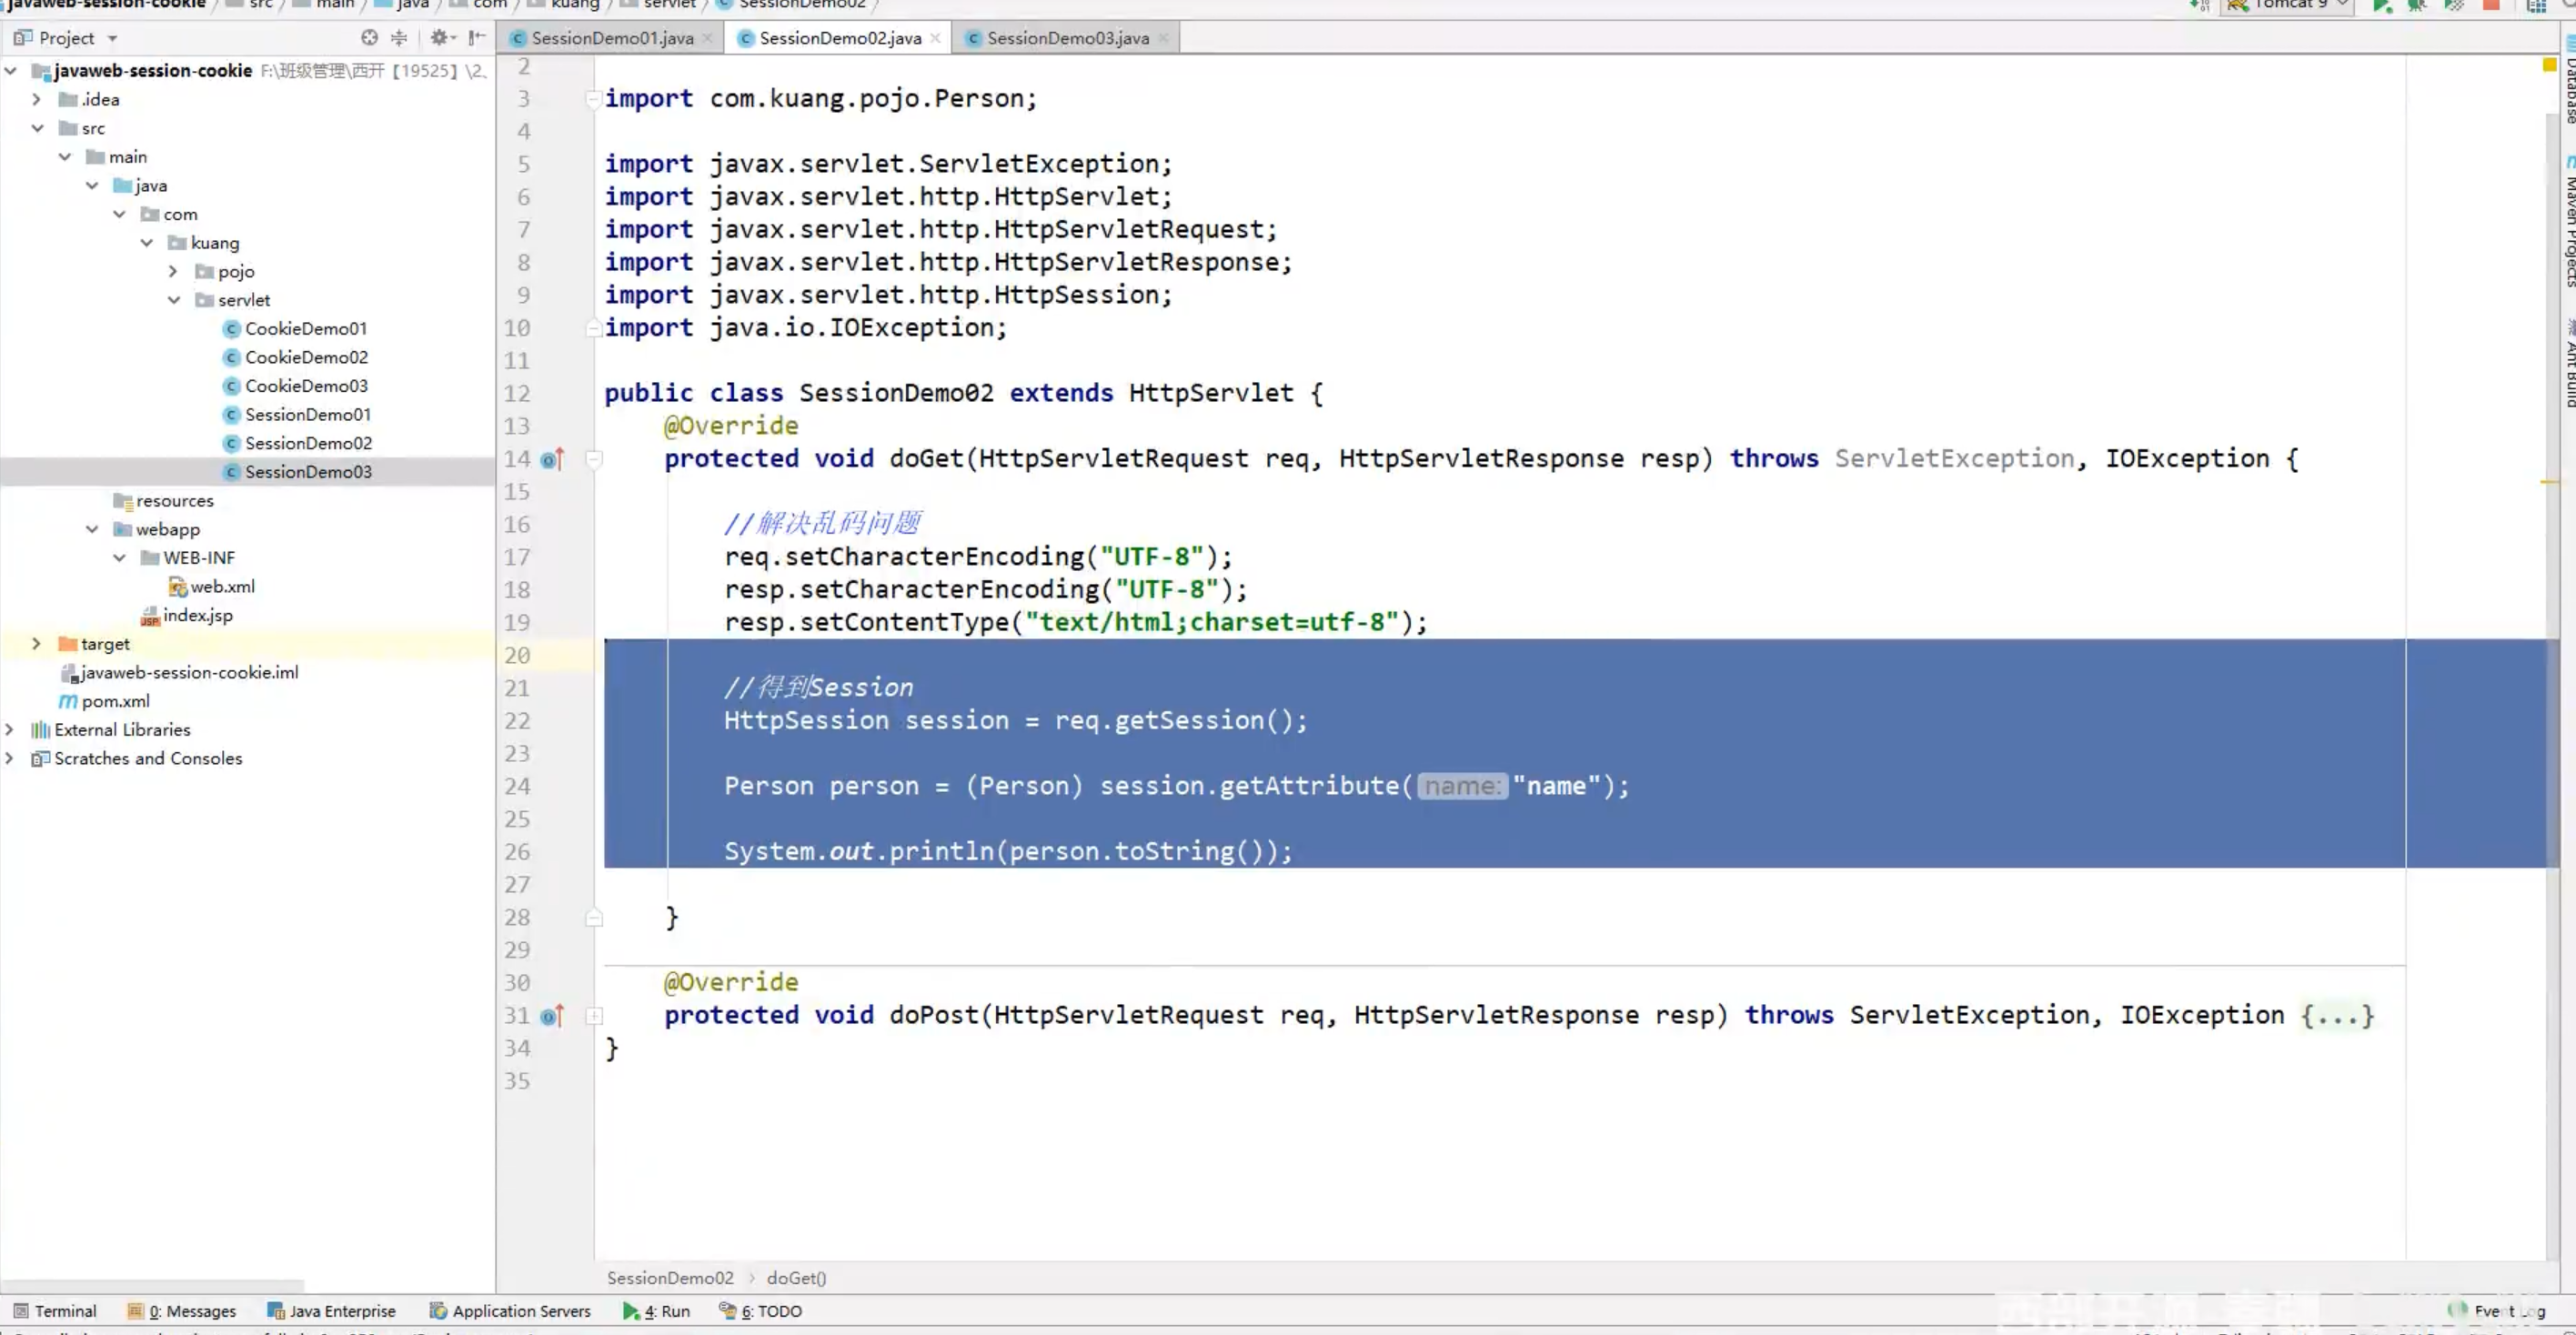 javaweb-session-cookie src main java com kuang servlet SessionDemo02
Tomcat 9
Project
SessionDemo01.java
SessionDemo02.java
SessionDemo03.java
javaweb-session-cookie F:\班级管理\西开【19525】\2、
.idea
src
main
java
com
kuang
pojo
servlet
CookieDemo01
CookieDemo02
CookieDemo03
SessionDemo01
SessionDemo02
SessionDemo03
resources
webapp
WEB-INF
web.xml
index.jsp
target
javaweb-session-cookie.iml
pom.xml
External Libraries
Scratches and Consoles
2
3 import com.kuang.pojo.Person;
4
5 import javax.servlet.ServletException;
6 import javax.servlet.http.HttpServlet;
7 import javax.servlet.http.HttpServletRequest;
8 import javax.servlet.http.HttpServletResponse;
9 import javax.servlet.http.HttpSession;
10 import java.io.IOException;
11
12 public class SessionDemo02 extends HttpServlet {
13 @Override
14 protected void doGet(HttpServletRequest req, HttpServletResponse resp) throws ServletException, IOException {
15
16 //解决乱码问题
17 req.setCharacterEncoding("UTF-8");
18 resp.setCharacterEncoding("UTF-8");
19 resp.setContentType("text/html;charset=utf-8");
20
21 //得到Session
22 HttpSession session = req.getSession();
23
24 Person person = (Person) session.getAttribute( name: "name");
25
26 System.out.println(person.toString());
27
28 }
29
30 @Override
31 protected void doPost(HttpServletRequest req, HttpServletResponse resp) throws ServletException, IOException {...}
34 }
35
SessionDemo02 doGet()
Database
Maven Projects
Ant Build
Terminal
0: Messages
Java Enterprise
Application Servers
4: Run
6: TODO
Event Log